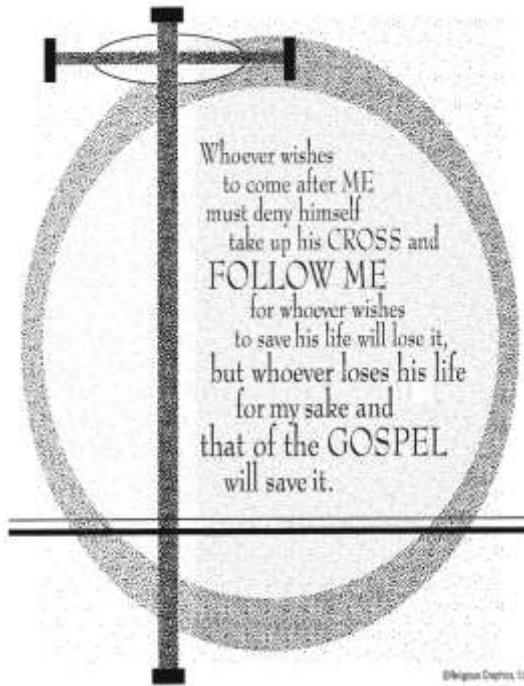 Whoever wishes
to come after ME
must deny himself
take up his CROSS and
FOLLOW ME
for whoever wishes
to save his life will lose it,
but whoever loses his life
for my sake and
that of the GOSPEL
will save it.
©Religious Graphics,